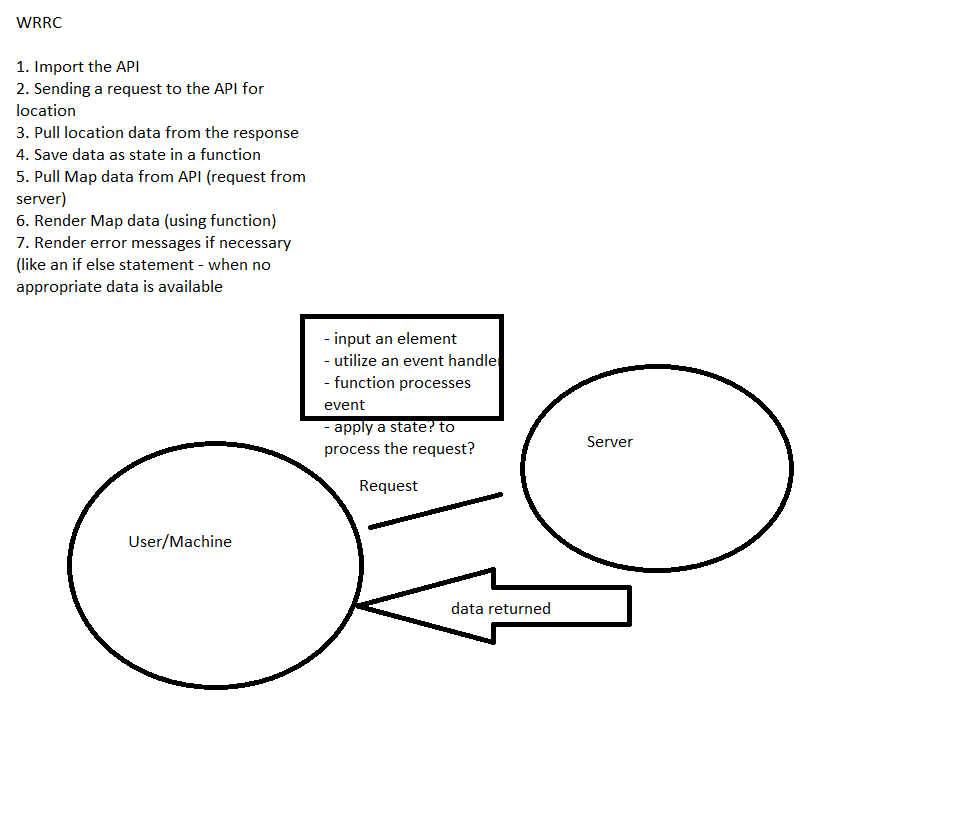 WRRC
1. Import the API
2. Sending a request to the API for
location
3. Pull location data from the response
4. Save data as state in a function
5. Pull Map data from API (request from
server)
6. Render Map data (using function)
7. Render error messages if necessary
(like an if else statement - when no
appropriate data is available
- input an element
- utilize an event handler
- function processes
event
- apply a state? to
process the request?
Server
Request
User/Machine
data returned